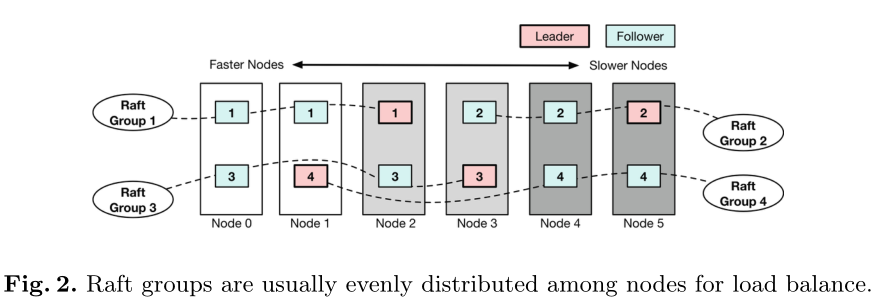 Leader Follower
Faster Nodes Slower Nodes
Raft
Group 1
1 1 1 2 2 2
Raft
Group 2
Raft
Group 3
3 4 3 3 4 4
Raft
Group 4
Node 0 Node 1 Node 2 Node 3 Node 4 Node 5
Fig. 2. Raft groups are usually evenly distributed among nodes for load balance.